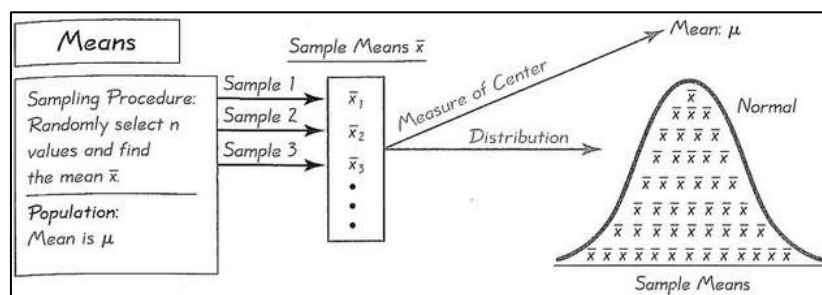 Means
Sampling Procedure:
Randomly select n
values and find
the mean x̄.
Population:
Mean is μ
Sample 1
Sample 2
Sample 3
Sample Means x̄
x̄₁
x̄₂
x̄₃
Measure of Center
Mean: μ
Distribution
Normal
x̄
x̄ x̄ x̄
x̄ x̄ x̄ x̄
x̄ x̄ x̄ x̄ x̄
x̄ x̄ x̄ x̄ x̄ x̄
x̄ x̄ x̄ x̄ x̄ x̄ x̄
x̄ x̄ x̄ x̄ x̄ x̄ x̄ x̄ x̄
x̄ x̄ x̄ x̄ x̄ x̄ x̄ x̄ x̄ x̄ x̄ x̄ x̄
Sample Means